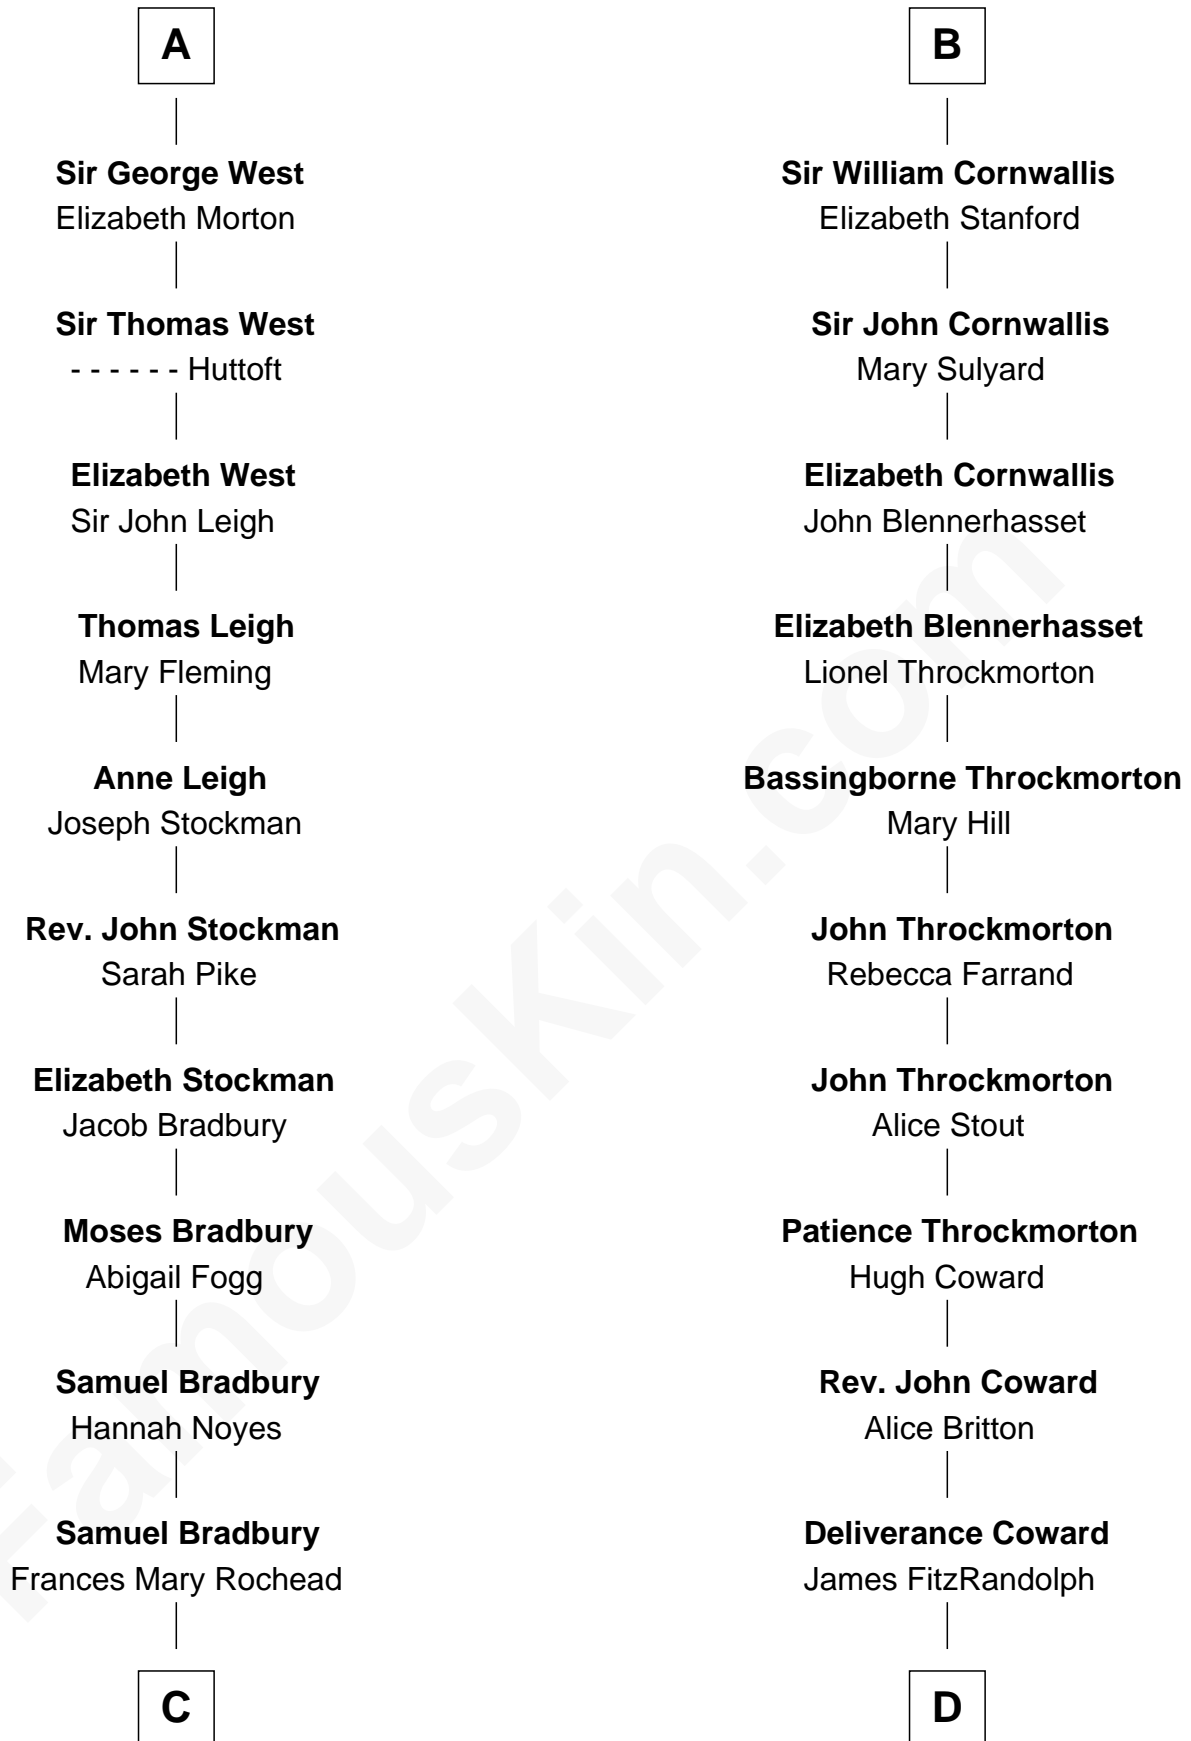 A
Sir George West
Elizabeth Morton
Sir Thomas West
- - - - - - Huttoft
Elizabeth West
Sir John Leigh
Thomas Leigh
Mary Fleming
Anne Leigh
Joseph Stockman
Rev. John Stockman
Sarah Pike
Elizabeth Stockman
Jacob Bradbury
Moses Bradbury
Abigail Fogg
Samuel Bradbury
Hannah Noyes
Samuel Bradbury
Frances Mary Rochead
C
B
Sir William Cornwallis
Elizabeth Stanford
Sir John Cornwallis
Mary Sulyard
Elizabeth Cornwallis
John Blennerhasset
Elizabeth Blennerhasset
Lionel Throckmorton
Bassingborne Throckmorton
Mary Hill
John Throckmorton
Rebecca Farrand
John Throckmorton
Alice Stout
Patience Throckmorton
Hugh Coward
Rev. John Coward
Alice Britton
Deliverance Coward
James FitzRandolph
D
FamousKin.com